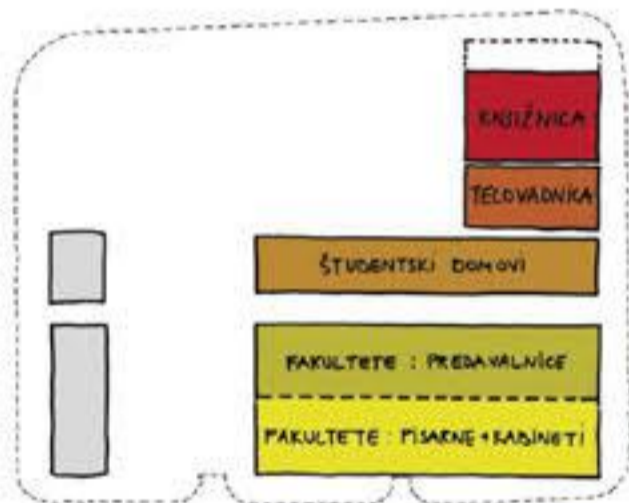 KNJIŽNICA
TELOVADNICA
ŠTUDENTSKI DOMOVI
FAKULTETE : PREDAVALNICE
FAKULTETE : PISARNE + KABINETI